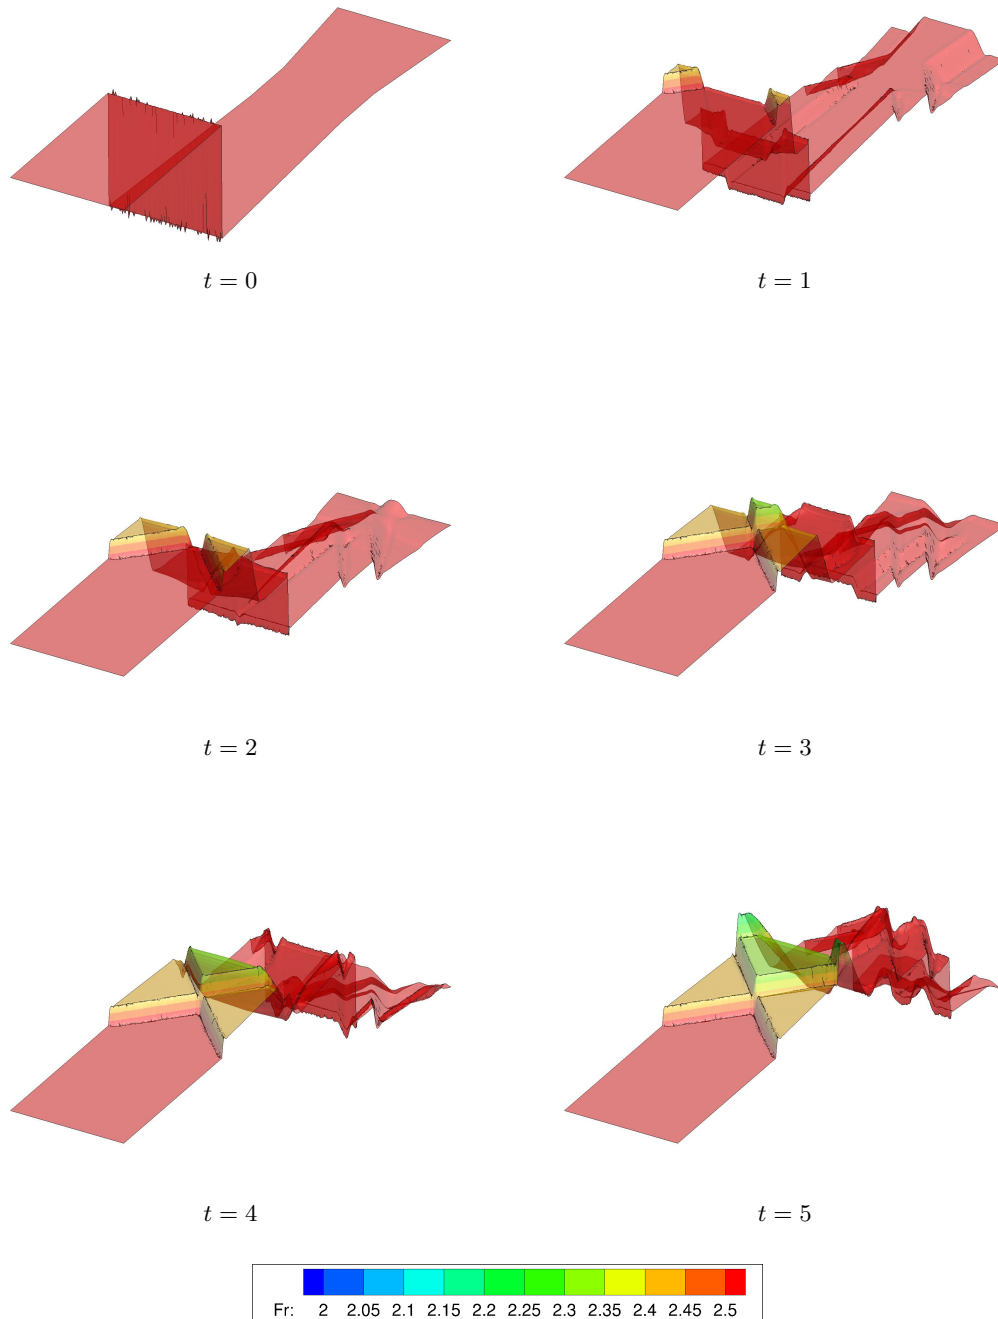 t = 0
t = 1
t = 2
t = 3
t = 4
t = 5
Fr: 2 2.05 2.1 2.15 2.2 2.25 2.3 2.35 2.4 2.45 2.5